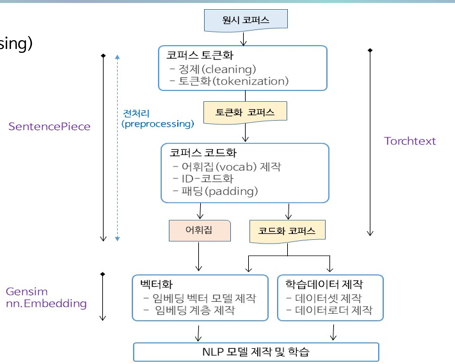 sing)
원시 코퍼스
코퍼스 토큰화
- 정제(cleaning)
- 토큰화(tokenization)
전처리
(preprocessing)
SentencePiece
토큰화 코퍼스
Torchtext
코퍼스 코드화
- 어휘집(vocab) 제작
- ID-코드화
- 패딩(padding)
어휘집
코드화 코퍼스
Gensim
nn.Embedding
벡터화
- 임베딩 벡터 모델 제작
- 임베딩 계층 제작
학습데이터 제작
- 데이터셋 제작
- 데이터로더 제작
NLP 모델 제작 및 학습